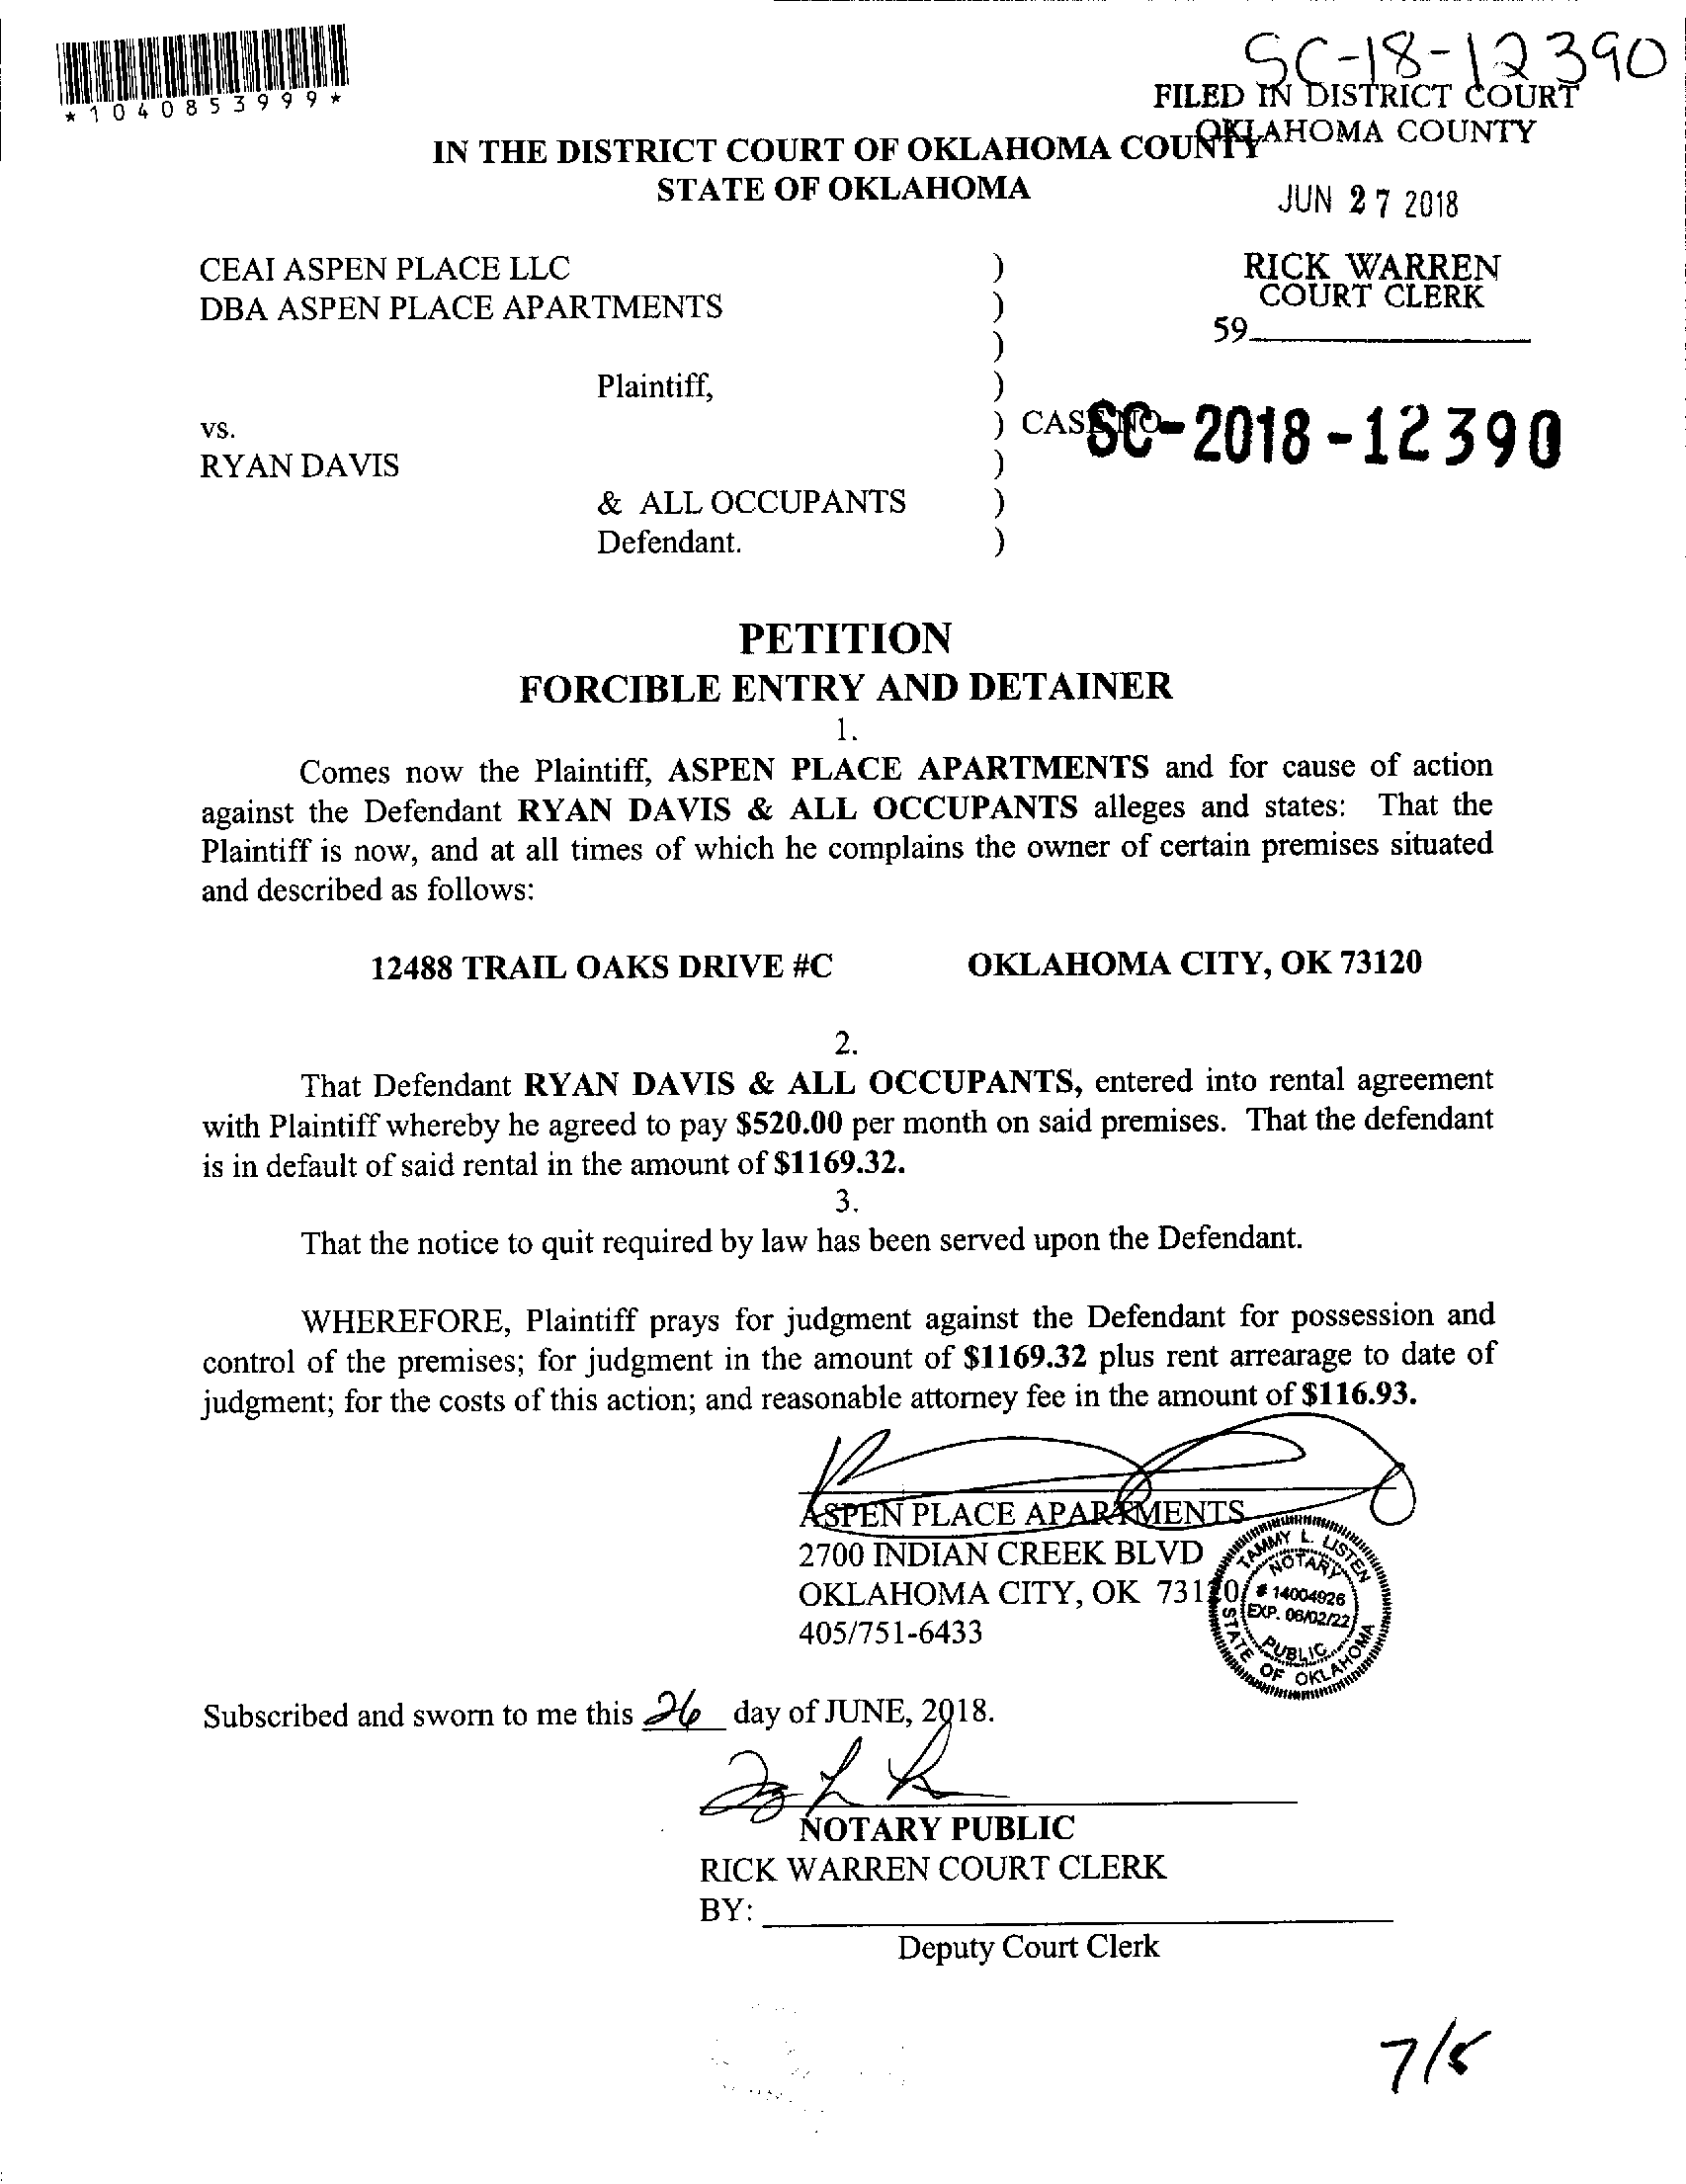 SC-18-12390
*1040853999*
FILED IN DISTRICT COURT
OKLAHOMA COUNTY
IN THE DISTRICT COURT OF OKLAHOMA COUNTY
STATE OF OKLAHOMA
JUN 27 2018
CEAI ASPEN PLACE LLC )
DBA ASPEN PLACE APARTMENTS )
)
RICK WARREN
COURT CLERK
59
Plaintiff, )
vs. ) CASE NO. SC-2018-12390
RYAN DAVIS )
& ALL OCCUPANTS )
Defendant. )
PETITION
FORCIBLE ENTRY AND DETAINER
1.
Comes now the Plaintiff, ASPEN PLACE APARTMENTS and for cause of action
against the Defendant RYAN DAVIS & ALL OCCUPANTS alleges and states: That the
Plaintiff is now, and at all times of which he complains the owner of certain premises situated
and described as follows:
12488 TRAIL OAKS DRIVE #C OKLAHOMA CITY, OK 73120
2.
That Defendant RYAN DAVIS & ALL OCCUPANTS, entered into rental agreement
with Plaintiff whereby he agreed to pay $520.00 per month on said premises. That the defendant
is in default of said rental in the amount of $1169.32.
3.
That the notice to quit required by law has been served upon the Defendant.
WHEREFORE, Plaintiff prays for judgment against the Defendant for possession and
control of the premises; for judgment in the amount of $1169.32 plus rent arrearage to date of
judgment; for the costs of this action; and reasonable attorney fee in the amount of $116.93.
ASPEN PLACE APARTMENTS
2700 INDIAN CREEK BLVD
OKLAHOMA CITY, OK 73120
405/751-6433
TAMMY L. LISTEN
NOTARY
# 14004926
EXP. 06/02/22
PUBLIC
STATE OF OKLAHOMA
Subscribed and sworn to me this 26 day of JUNE, 2018.
NOTARY PUBLIC
RICK WARREN COURT CLERK
BY:
Deputy Court Clerk